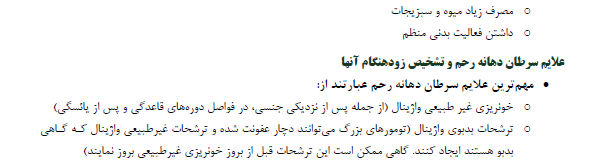 ○ مصرف زیاد میوه و سبزیجات
○ داشتن فعالیت بدنی منظم
علایم سرطان دهانه رحم و تشخیص زودهنگام آنها
• مهم‌ترین علایم سرطان دهانه رحم عبارتند از:
○ خونریزی غیر طبیعی واژینال (از جمله پس از نزدیکی جنسی، در فواصل دوره‌های قاعدگی و پس از یائسگی)
○ ترشحات بدبوی واژینال (تومورهای بزرگ می‌توانند دچار عفونت شده و ترشحات غیرطبیعی واژینال که گاهی
بدبو هستند ایجاد کنند. گاهی ممکن است این ترشحات قبل از بروز خونریزی غیرطبیعی بروز نمایند)